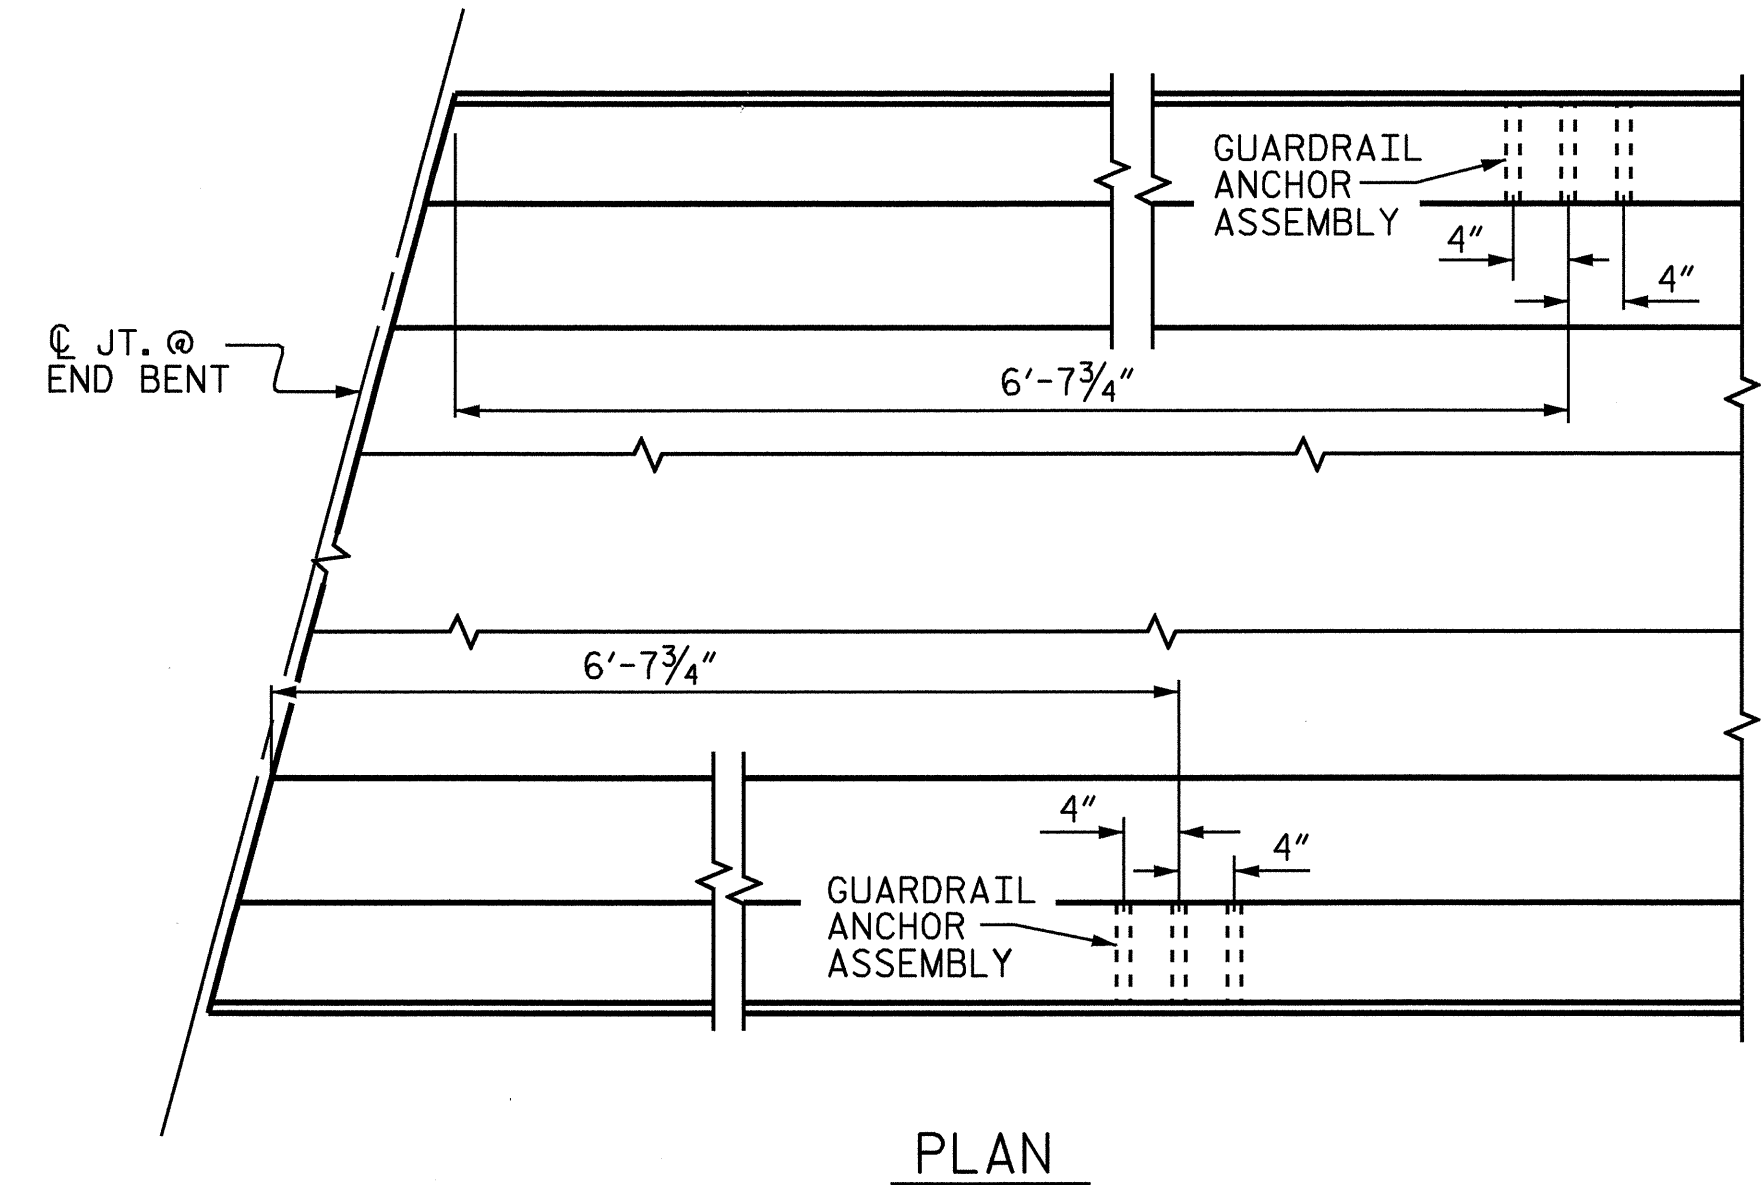 GUARDRAIL
ANCHOR
ASSEMBLY
4"
4"
℄ JT. @
END BENT
6'-7¾"
6'-7¾"
4"
4"
GUARDRAIL
ANCHOR
ASSEMBLY
PLAN